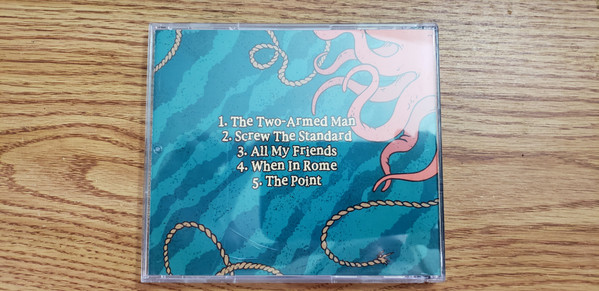 1. The Two-Armed Man
2. Screw The Standard
3. All My Friends
4. When In Rome
5. The Point